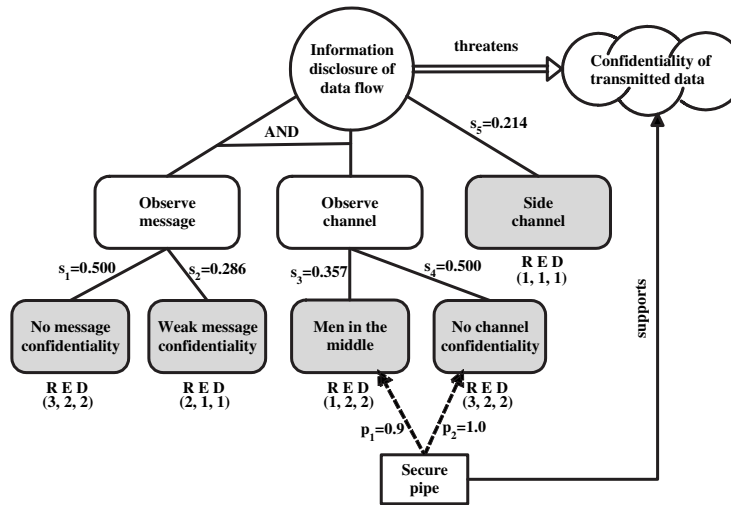 Information
disclosure of
data flow
threatens
Confidentiality of
transmitted data
AND
s5=0.214
Observe
message
Observe
channel
Side
channel
R E D
(1, 1, 1)
s1=0.500
s2=0.286
s3=0.357
s4=0.500
supports
No message
confidentiality
Weak message
confidentiality
Men in the
middle
No channel
confidentiality
R E D
(3, 2, 2)
R E D
(2, 1, 1)
R E D
(1, 2, 2)
R E D
(3, 2, 2)
p1=0.9
p2=1.0
Secure
pipe